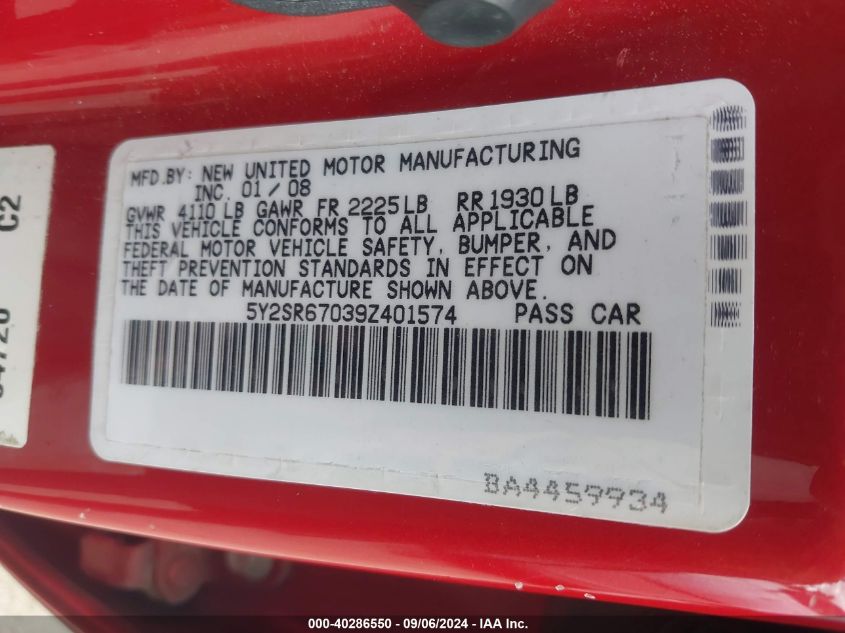 MFD.BY: NEW UNITED MOTOR MANUFACTURING
INC. 01/08
GVWR 4110 LB GAWR FR 2225 LB RR 1930 LB
THIS VEHICLE CONFORMS TO ALL APPLICABLE
FEDERAL MOTOR VEHICLE SAFETY, BUMPER, AND
THEFT PREVENTION STANDARDS IN EFFECT ON
THE DATE OF MANUFACTURE SHOWN ABOVE.
5Y2SR67039Z401574 PASS CAR
BA4459934
C2
000-40286550 - 09/06/2024 - IAA Inc.